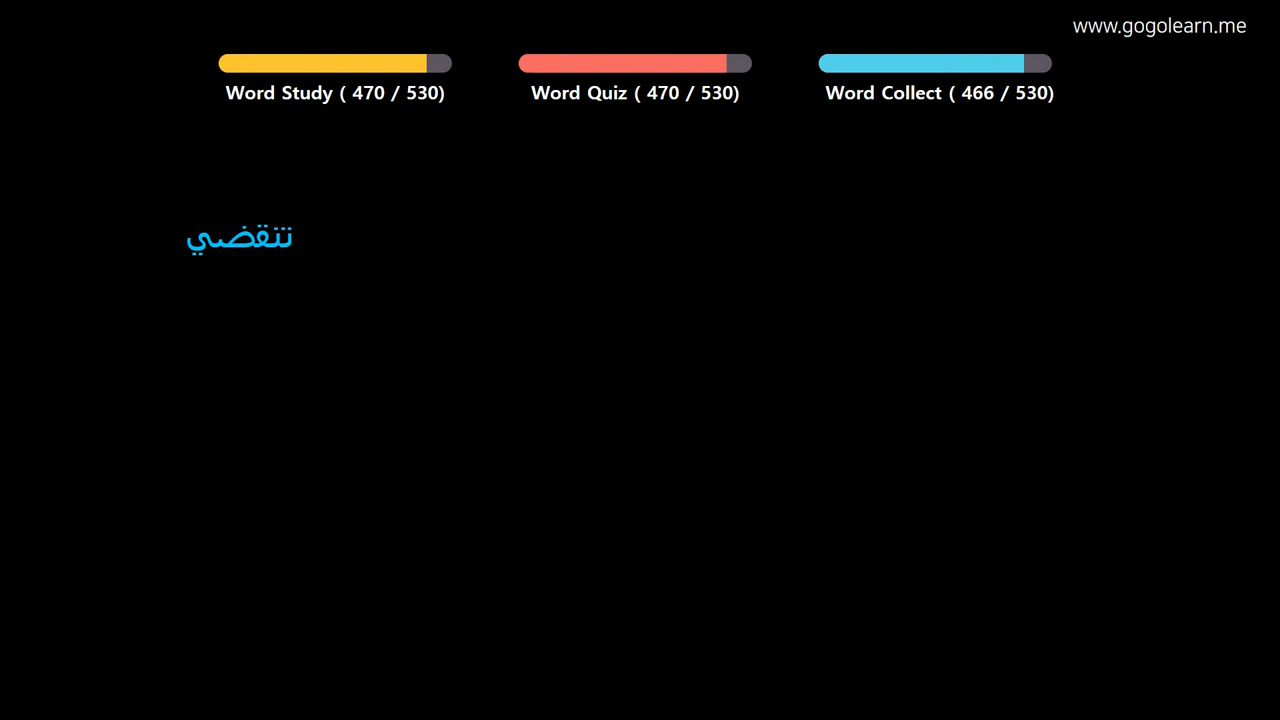 www.gogolearn.me
Word Study ( 470 / 530)
Word Quiz ( 470 / 530)
Word Collect ( 466 / 530)
تنقضي